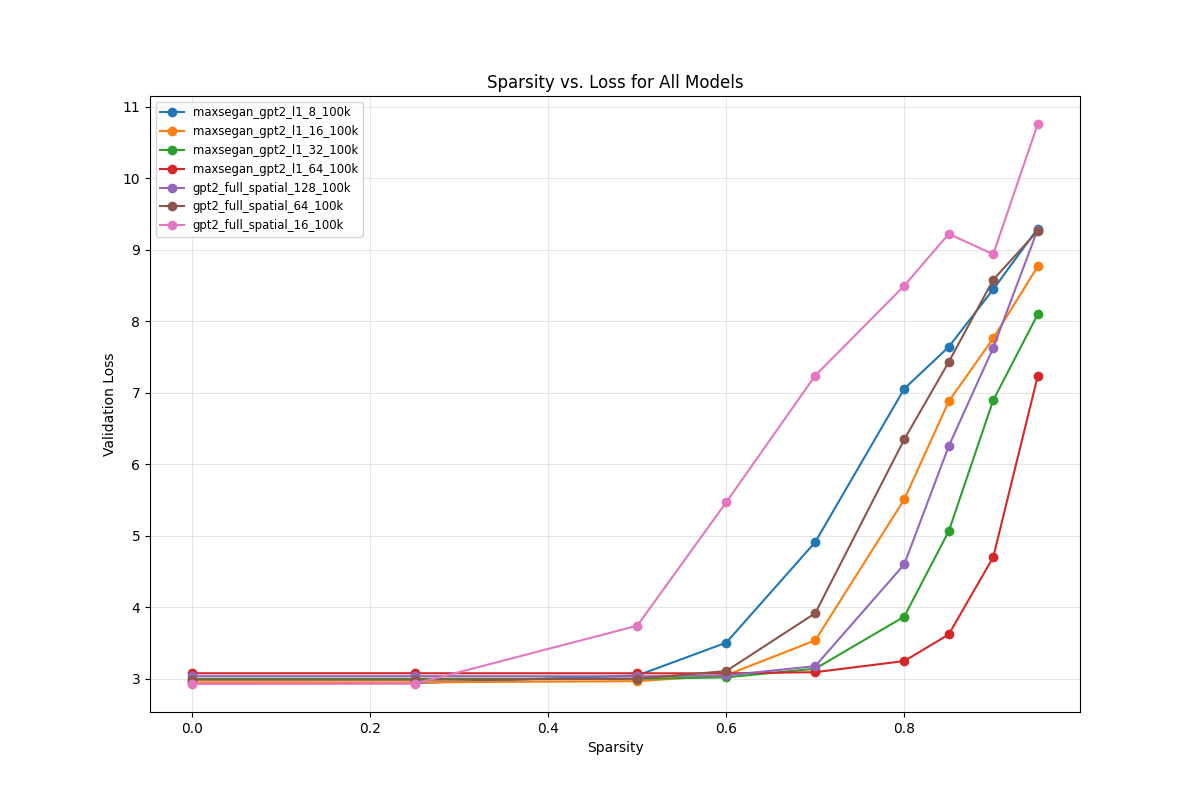 Sparsity vs. Loss for All Models
maxsegan_gpt2_l1_8_100k
maxsegan_gpt2_l1_16_100k
maxsegan_gpt2_l1_32_100k
maxsegan_gpt2_l1_64_100k
gpt2_full_spatial_128_100k
gpt2_full_spatial_64_100k
gpt2_full_spatial_16_100k
11
10
9
8
7
6
5
4
3
Validation Loss
0.0 0.2 0.4 0.6 0.8
Sparsity